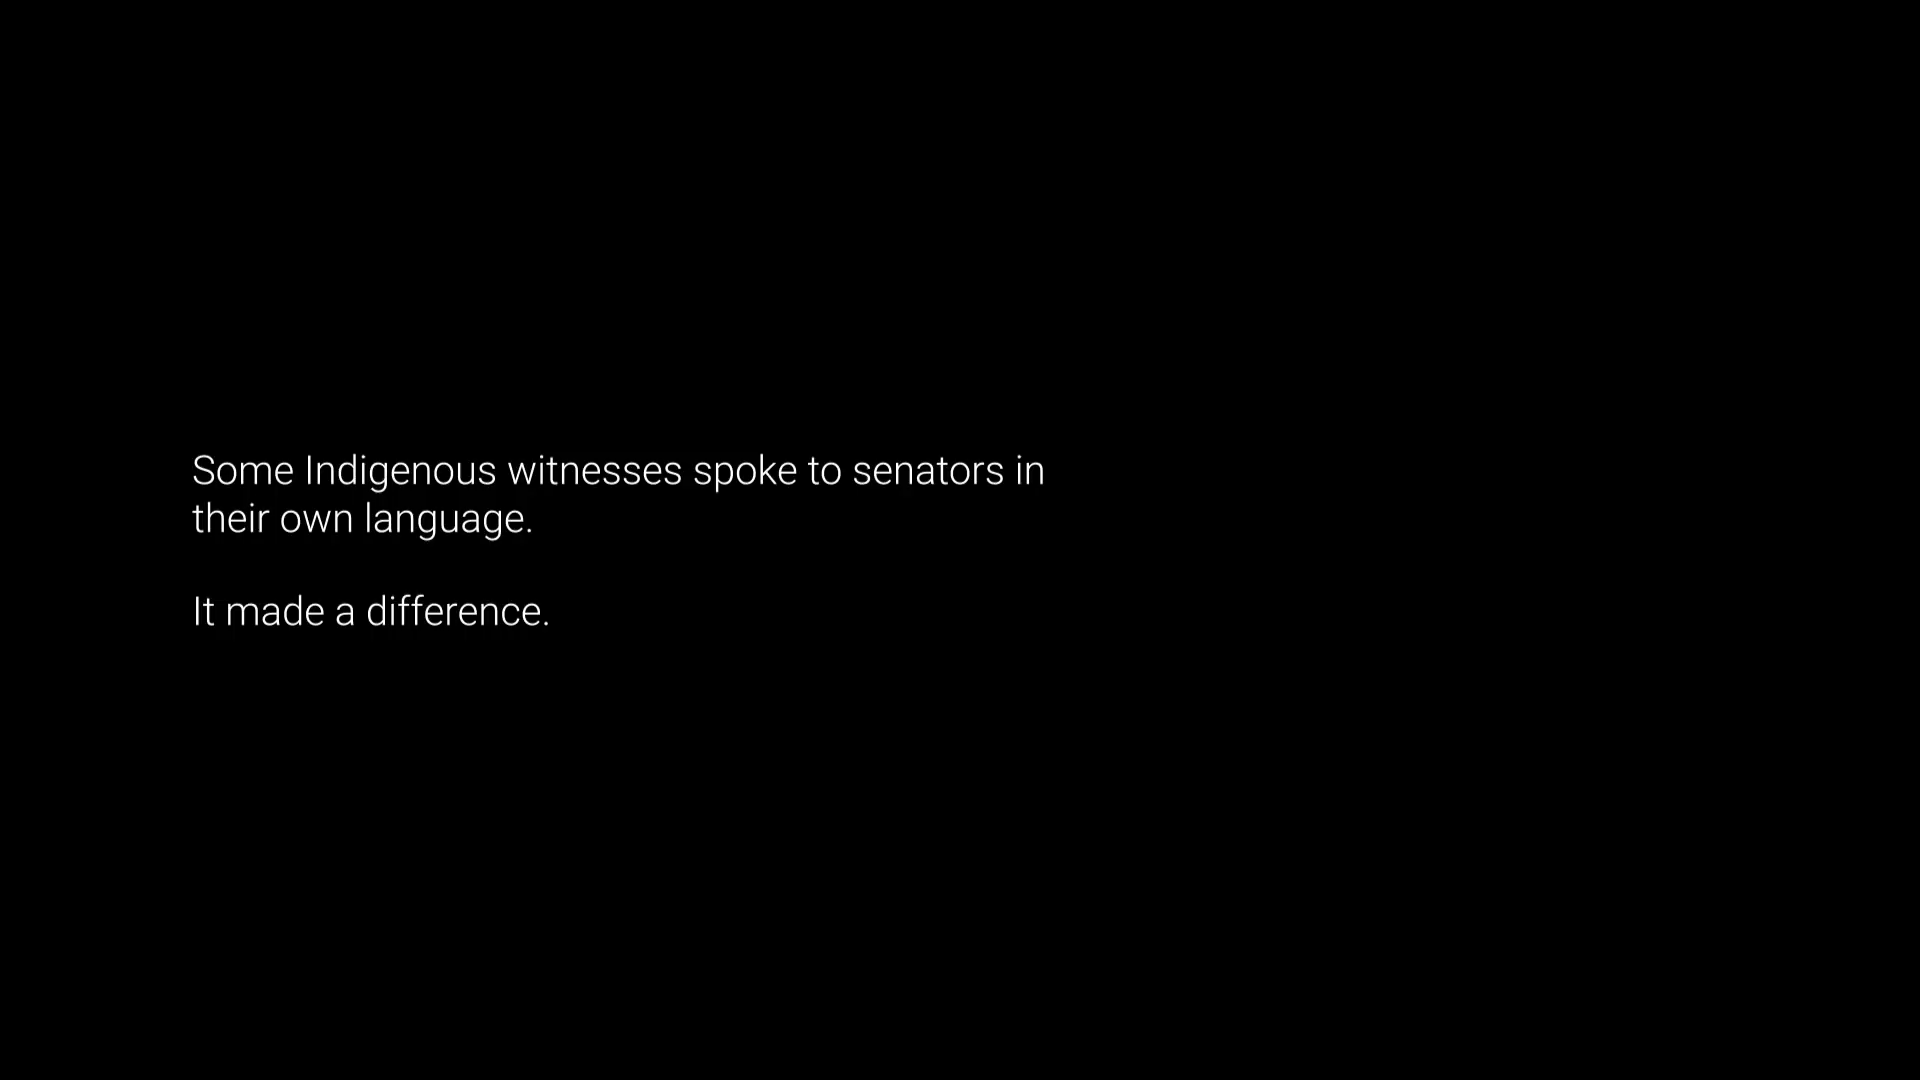 Some Indigenous witnesses spoke to senators in
their own language.
It made a difference.